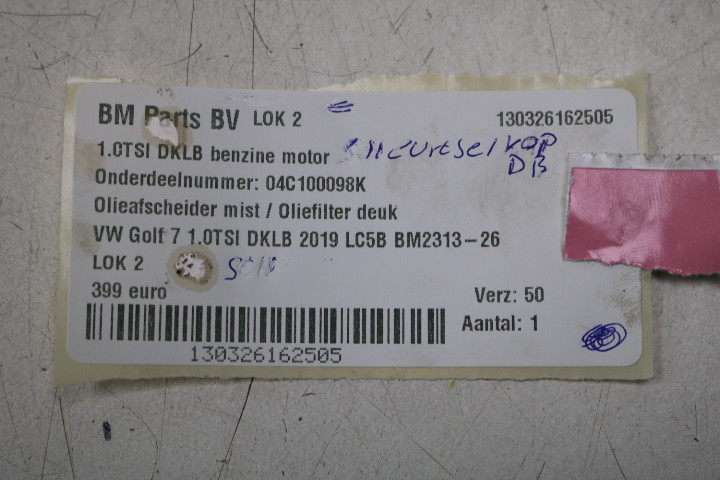 BM Parts BV LOK 2 130326162505
1.0TSI DKLB benzine motor
DB
Onderdeelnummer: 04C100098K
Olieafscheider mist / Oliefilter deuk
VW Golf 7 1.0TSI DKLB 2019 LC5B BM2313-26
LOK 2
399 euro Verz: 50
Aantal: 1
130326162505